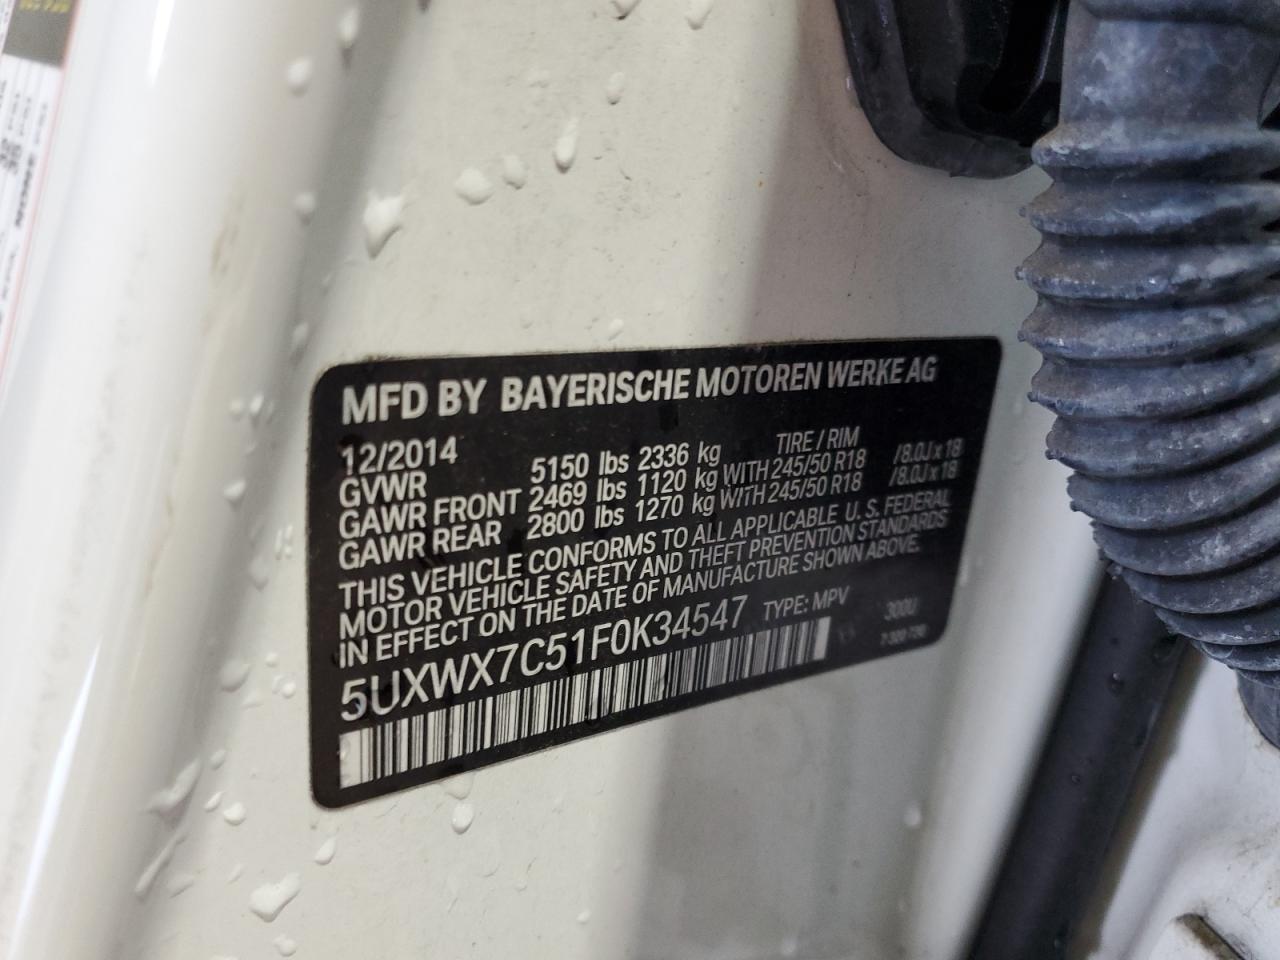 MFD BY BAYERISCHE MOTOREN WERKE AG
12/2014 TIRE / RIM
GVWR 5150 lbs 2336 kg
GAWR FRONT 2469 lbs 1120 kg WITH 245/50 R18 /8.0J x 18
GAWR REAR 2800 lbs 1270 kg WITH 245/50 R18 /8.0J x 18
THIS VEHICLE CONFORMS TO ALL APPLICABLE U.S. FEDERAL
MOTOR VEHICLE SAFETY AND THEFT PREVENTION STANDARDS
IN EFFECT ON THE DATE OF MANUFACTURE SHOWN ABOVE.
5UXWX7C51F0K34547 TYPE: MPV 300U